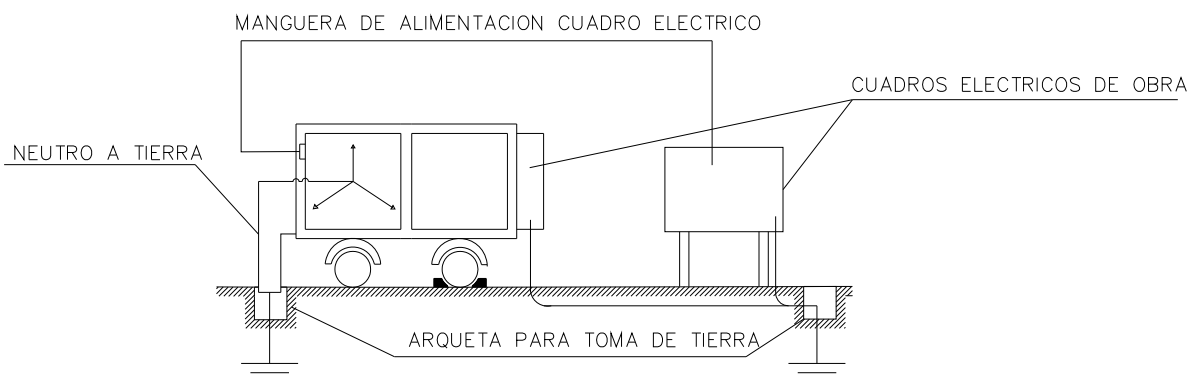 MANGUERA DE ALIMENTACION CUADRO ELECTRICO
CUADROS ELECTRICOS DE OBRA
NEUTRO A TIERRA
ARQUETA PARA TOMA DE TIERRA